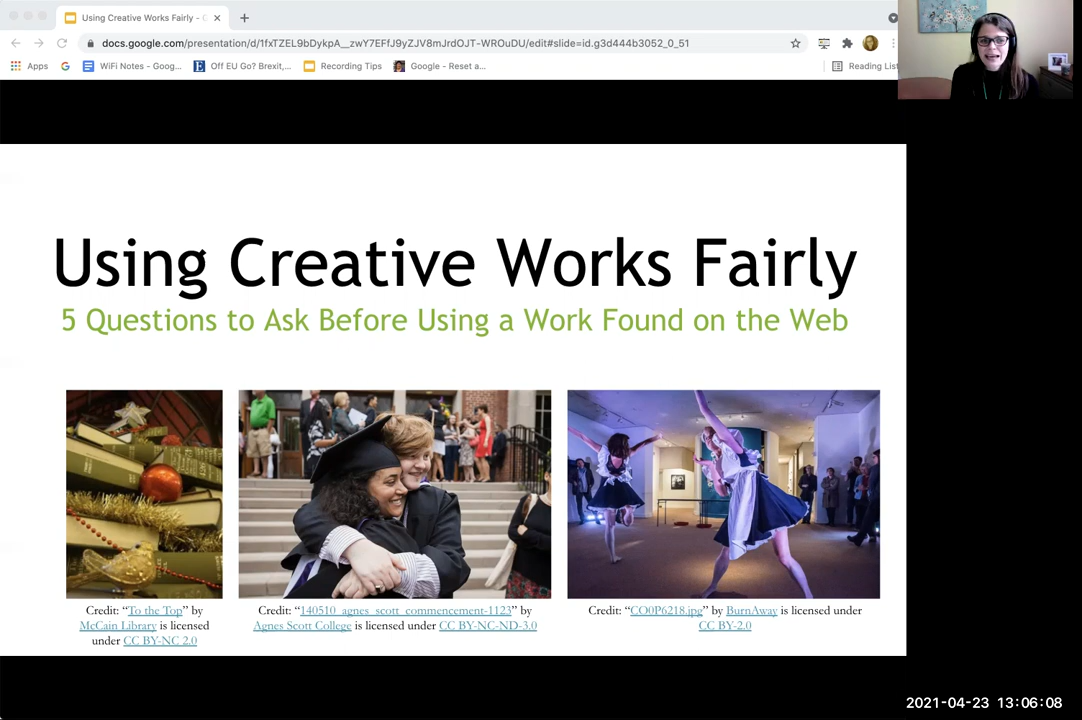 Using Creative Works Fairly - G
docs.google.com/presentation/d/1fxTZEL9bDykpA__zwY7EFfJ9yZJV8mJrdOJT-WROuDU/edit#slide=id.g3d444b3052_0_51
Apps WiFi Notes - Goog... Off EU Go? Brexit,... Recording Tips Google - Reset a... Reading List
Using Creative Works Fairly
5 Questions to Ask Before Using a Work Found on the Web
Credit: “To the Top” by
McCain Library is licensed
under CC BY-NC 2.0
Credit: “140510_agnes_scott_commencement-1123” by
Agnes Scott College is licensed under CC BY-NC-ND-3.0
Credit: “CO0P6218.jpg” by BurnAway is licensed under
CC BY-2.0
2021-04-23 13:06:08